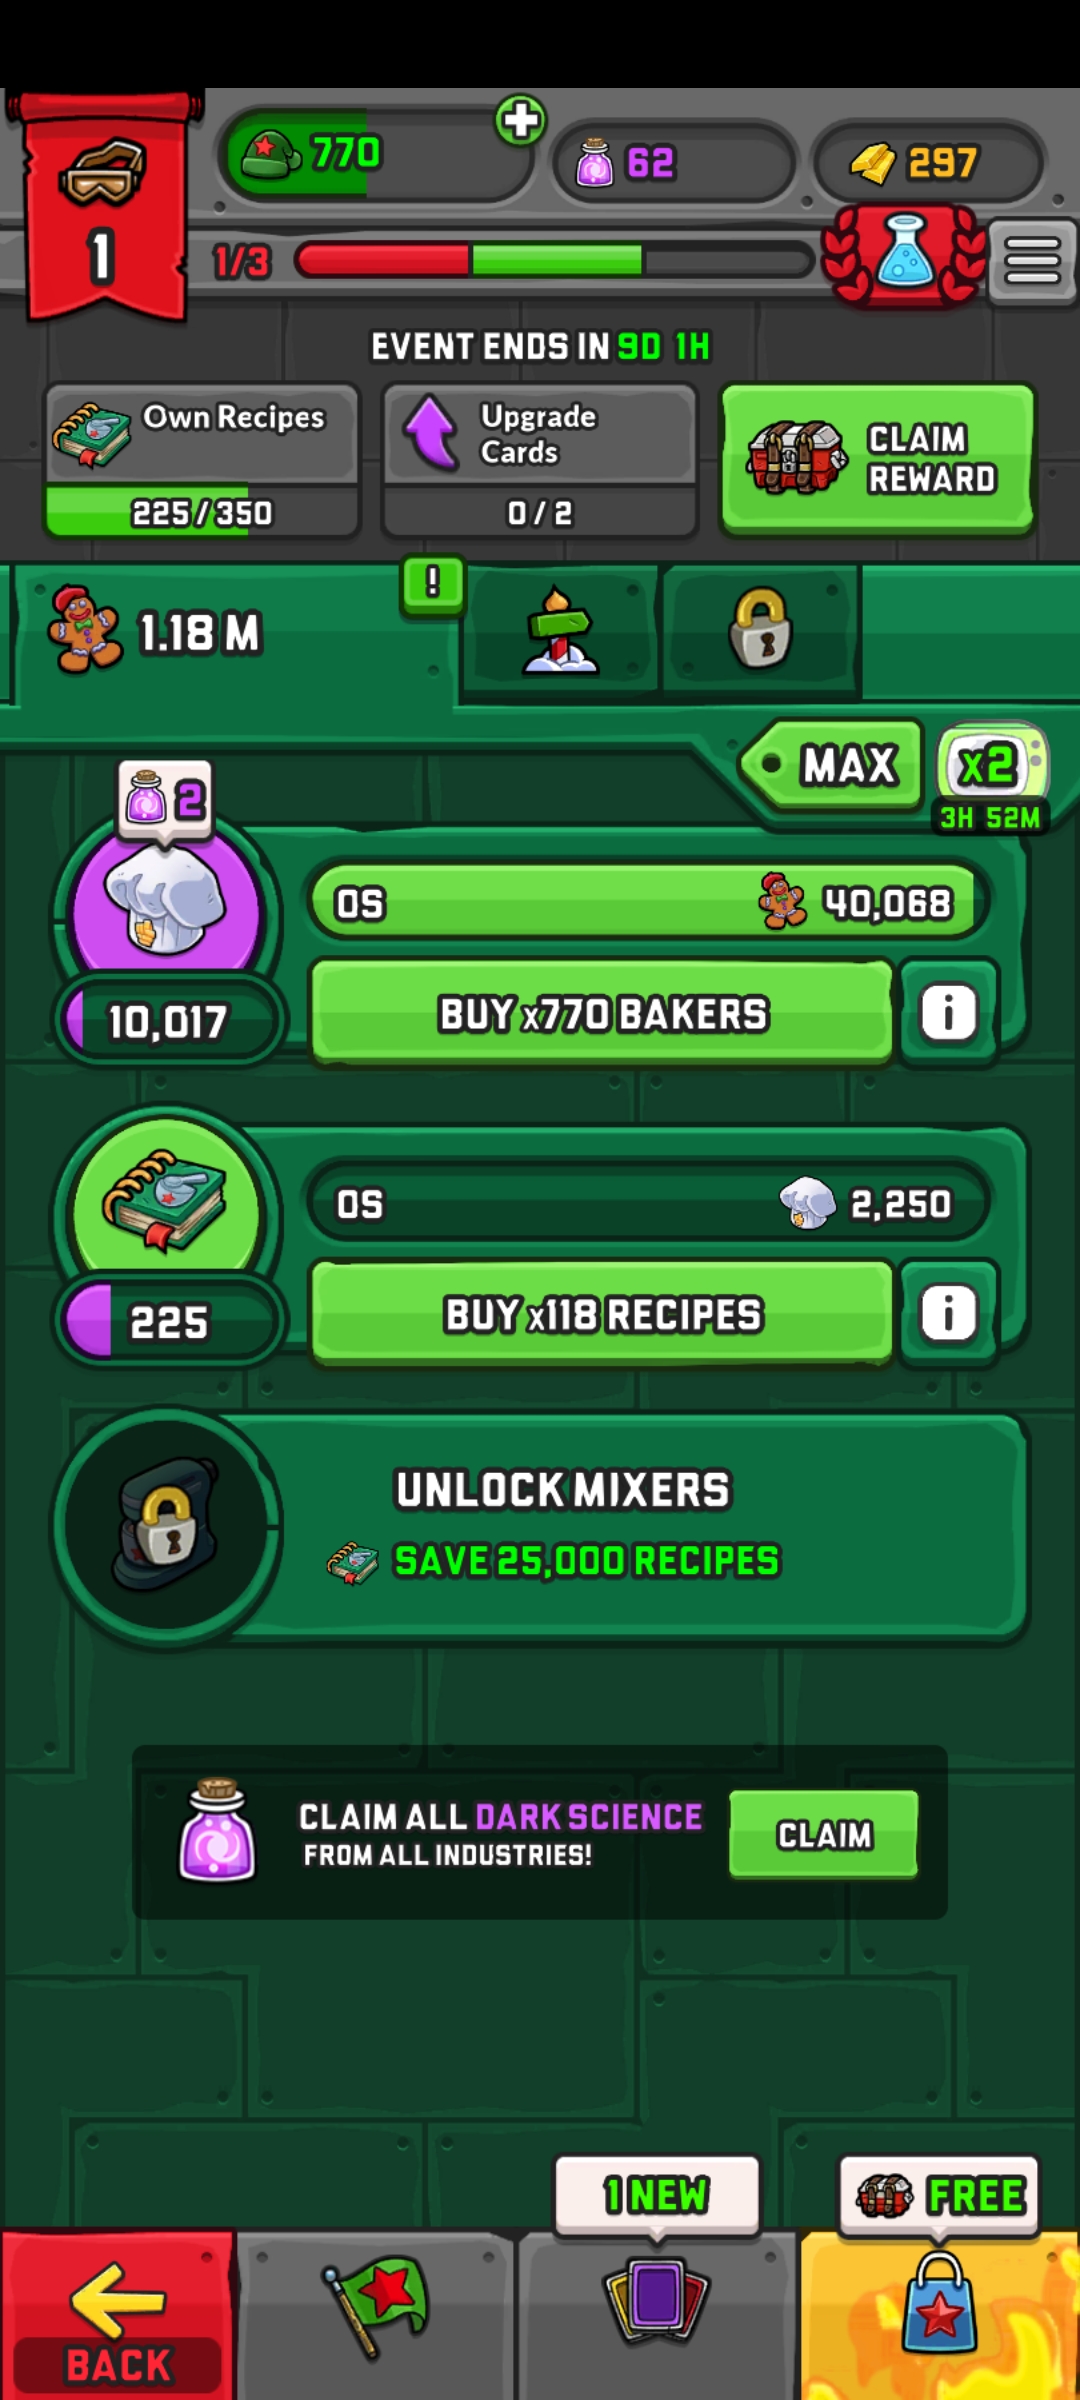 770
62
297
1
1/3
EVENT ENDS IN 9D 1H
Own Recipes
225/350
Upgrade
Cards
0/2
CLAIM
REWARD
1.18 M
!
MAX
x2
3H 52M
2
0S
40,068
10,017
BUY x770 BAKERS
i
0S
2,250
225
BUY x118 RECIPES
i
UNLOCK MIXERS
SAVE 25,000 RECIPES
CLAIM ALL DARK SCIENCE
FROM ALL INDUSTRIES!
CLAIM
1 NEW
FREE
BACK